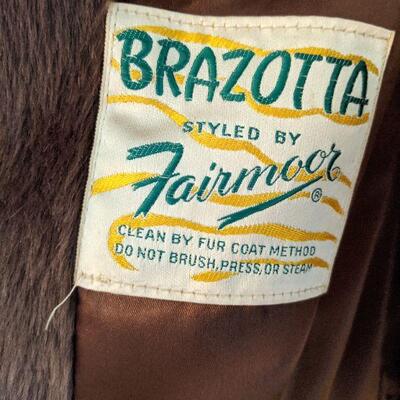 BRAZOTTA
STYLED BY
Fairmoor ®
CLEAN BY FUR COAT METHOD
DO NOT BRUSH, PRESS, OR STEAM